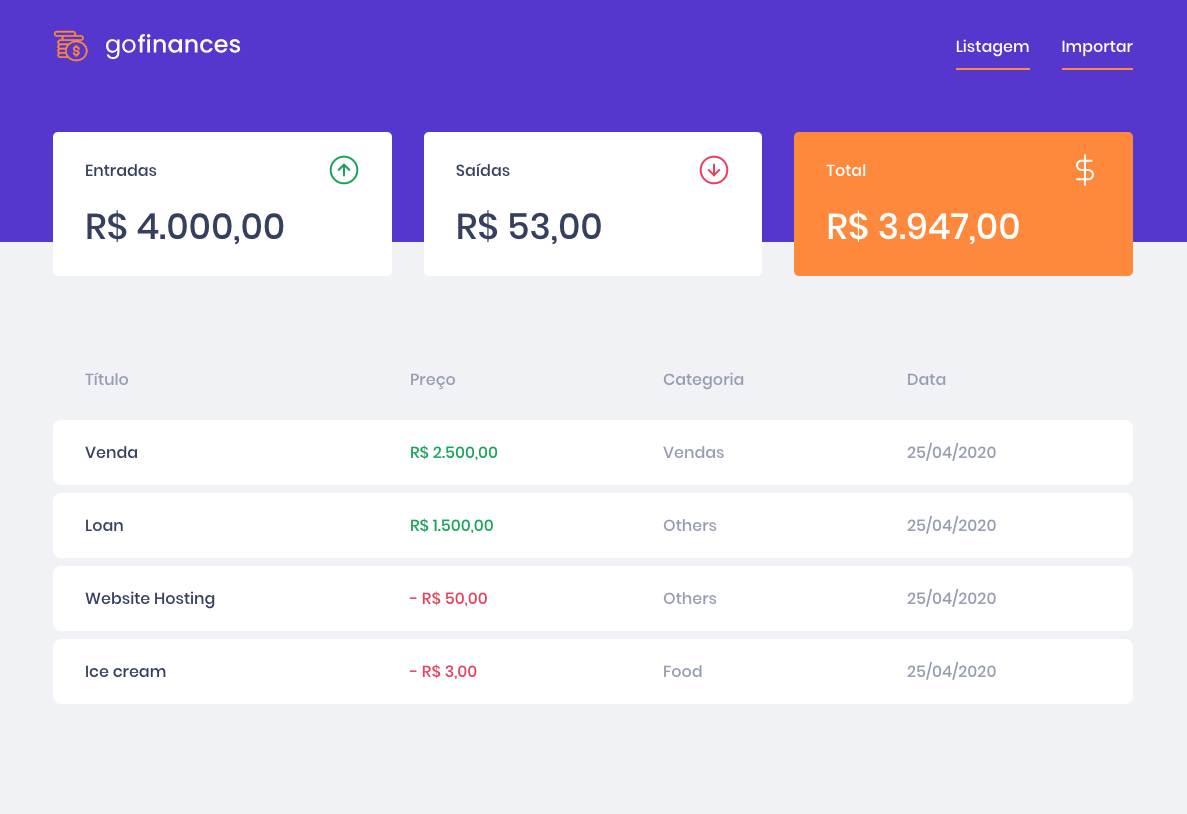 gofinances
Listagem Importar
Entradas
R$ 4.000,00
Saídas
R$ 53,00
Total
$
R$ 3.947,00
Título Preço Categoria Data
Venda R$ 2.500,00 Vendas 25/04/2020
Loan R$ 1.500,00 Others 25/04/2020
Website Hosting - R$ 50,00 Others 25/04/2020
Ice cream - R$ 3,00 Food 25/04/2020